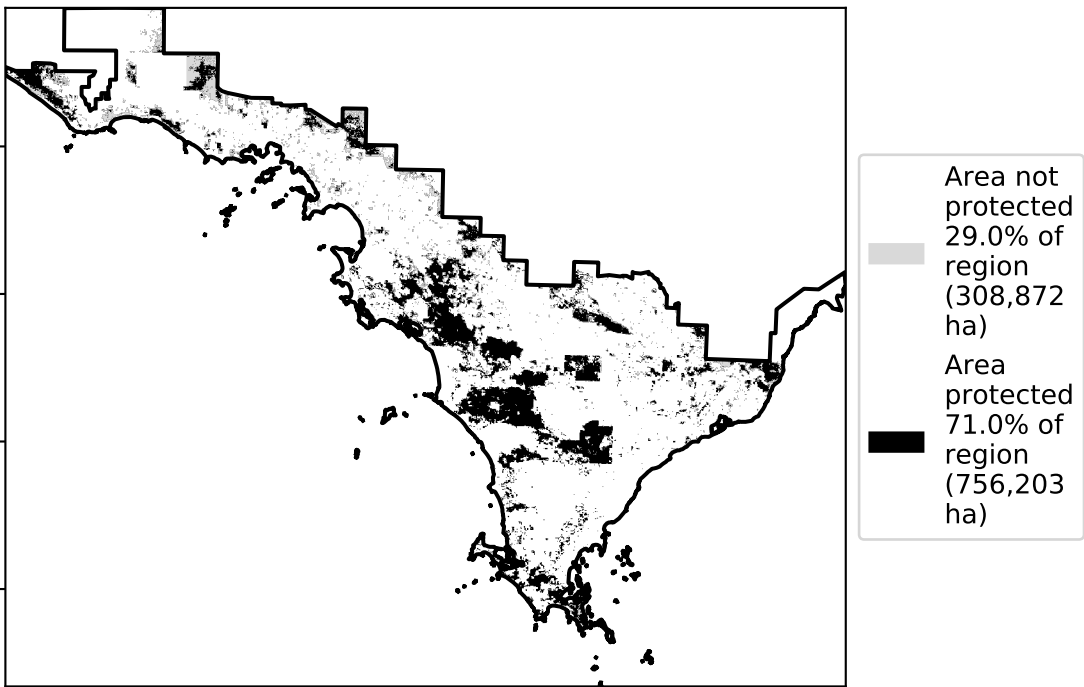 Area not
protected
29.0% of
region
(308,872
ha)
Area
protected
71.0% of
region
(756,203
ha)